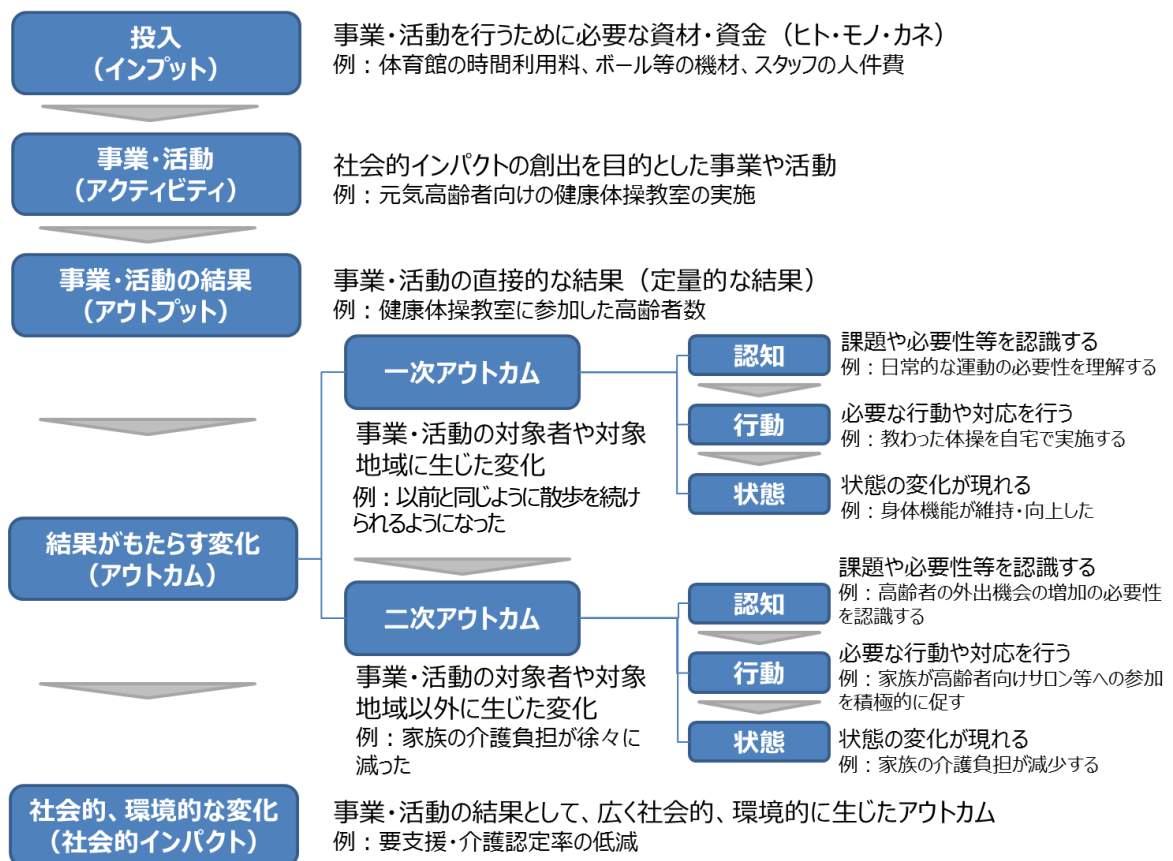 投入
（インプット）
事業・活動を行うために必要な資材・資金（ヒト・モノ・カネ）
例：体育館の時間利用料、ボール等の機材、スタッフの人件費
事業・活動
（アクティビティ）
社会的インパクトの創出を目的とした事業や活動
例：元気高齢者向けの健康体操教室の実施
事業・活動の結果
（アウトプット）
事業・活動の直接的な結果（定量的な結果）
例：健康体操教室に参加した高齢者数
結果がもたらす変化
（アウトカム）
一次アウトカム
事業・活動の対象者や対象
地域に生じた変化
例：以前と同じように散歩を続け
られるようになった
認知
課題や必要性等を認識する
例：日常的な運動の必要性を理解する
行動
必要な行動や対応を行う
例：教わった体操を自宅で実施する
状態
状態の変化が現れる
例：身体機能が維持・向上した
二次アウトカム
事業・活動の対象者や対象
地域以外に生じた変化
例：家族の介護負担が徐々に
減った
認知
課題や必要性等を認識する
例：高齢者の外出機会の増加の必要性
を認識する
行動
必要な行動や対応を行う
例：家族が高齢者向けサロン等への参加
を積極的に促す
状態
状態の変化が現れる
例：家族の介護負担が減少する
社会的、環境的な変化
（社会的インパクト）
事業・活動の結果として、広く社会的、環境的に生じたアウトカム
例：要支援・介護認定率の低減